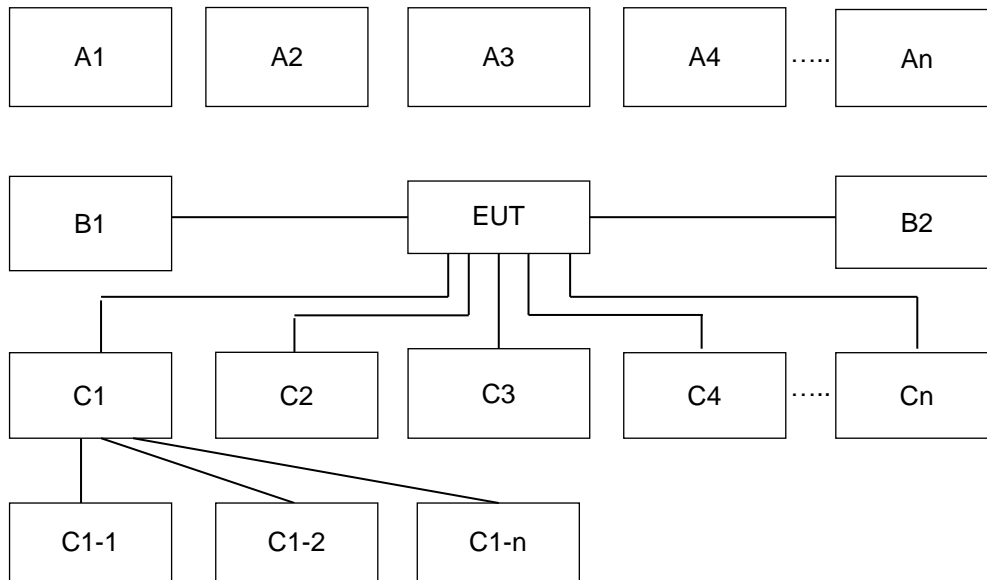 A1 A2 A3 A4 ..... An
B1 EUT B2
C1 C2 C3 C4 ..... Cn
C1-1 C1-2 C1-n